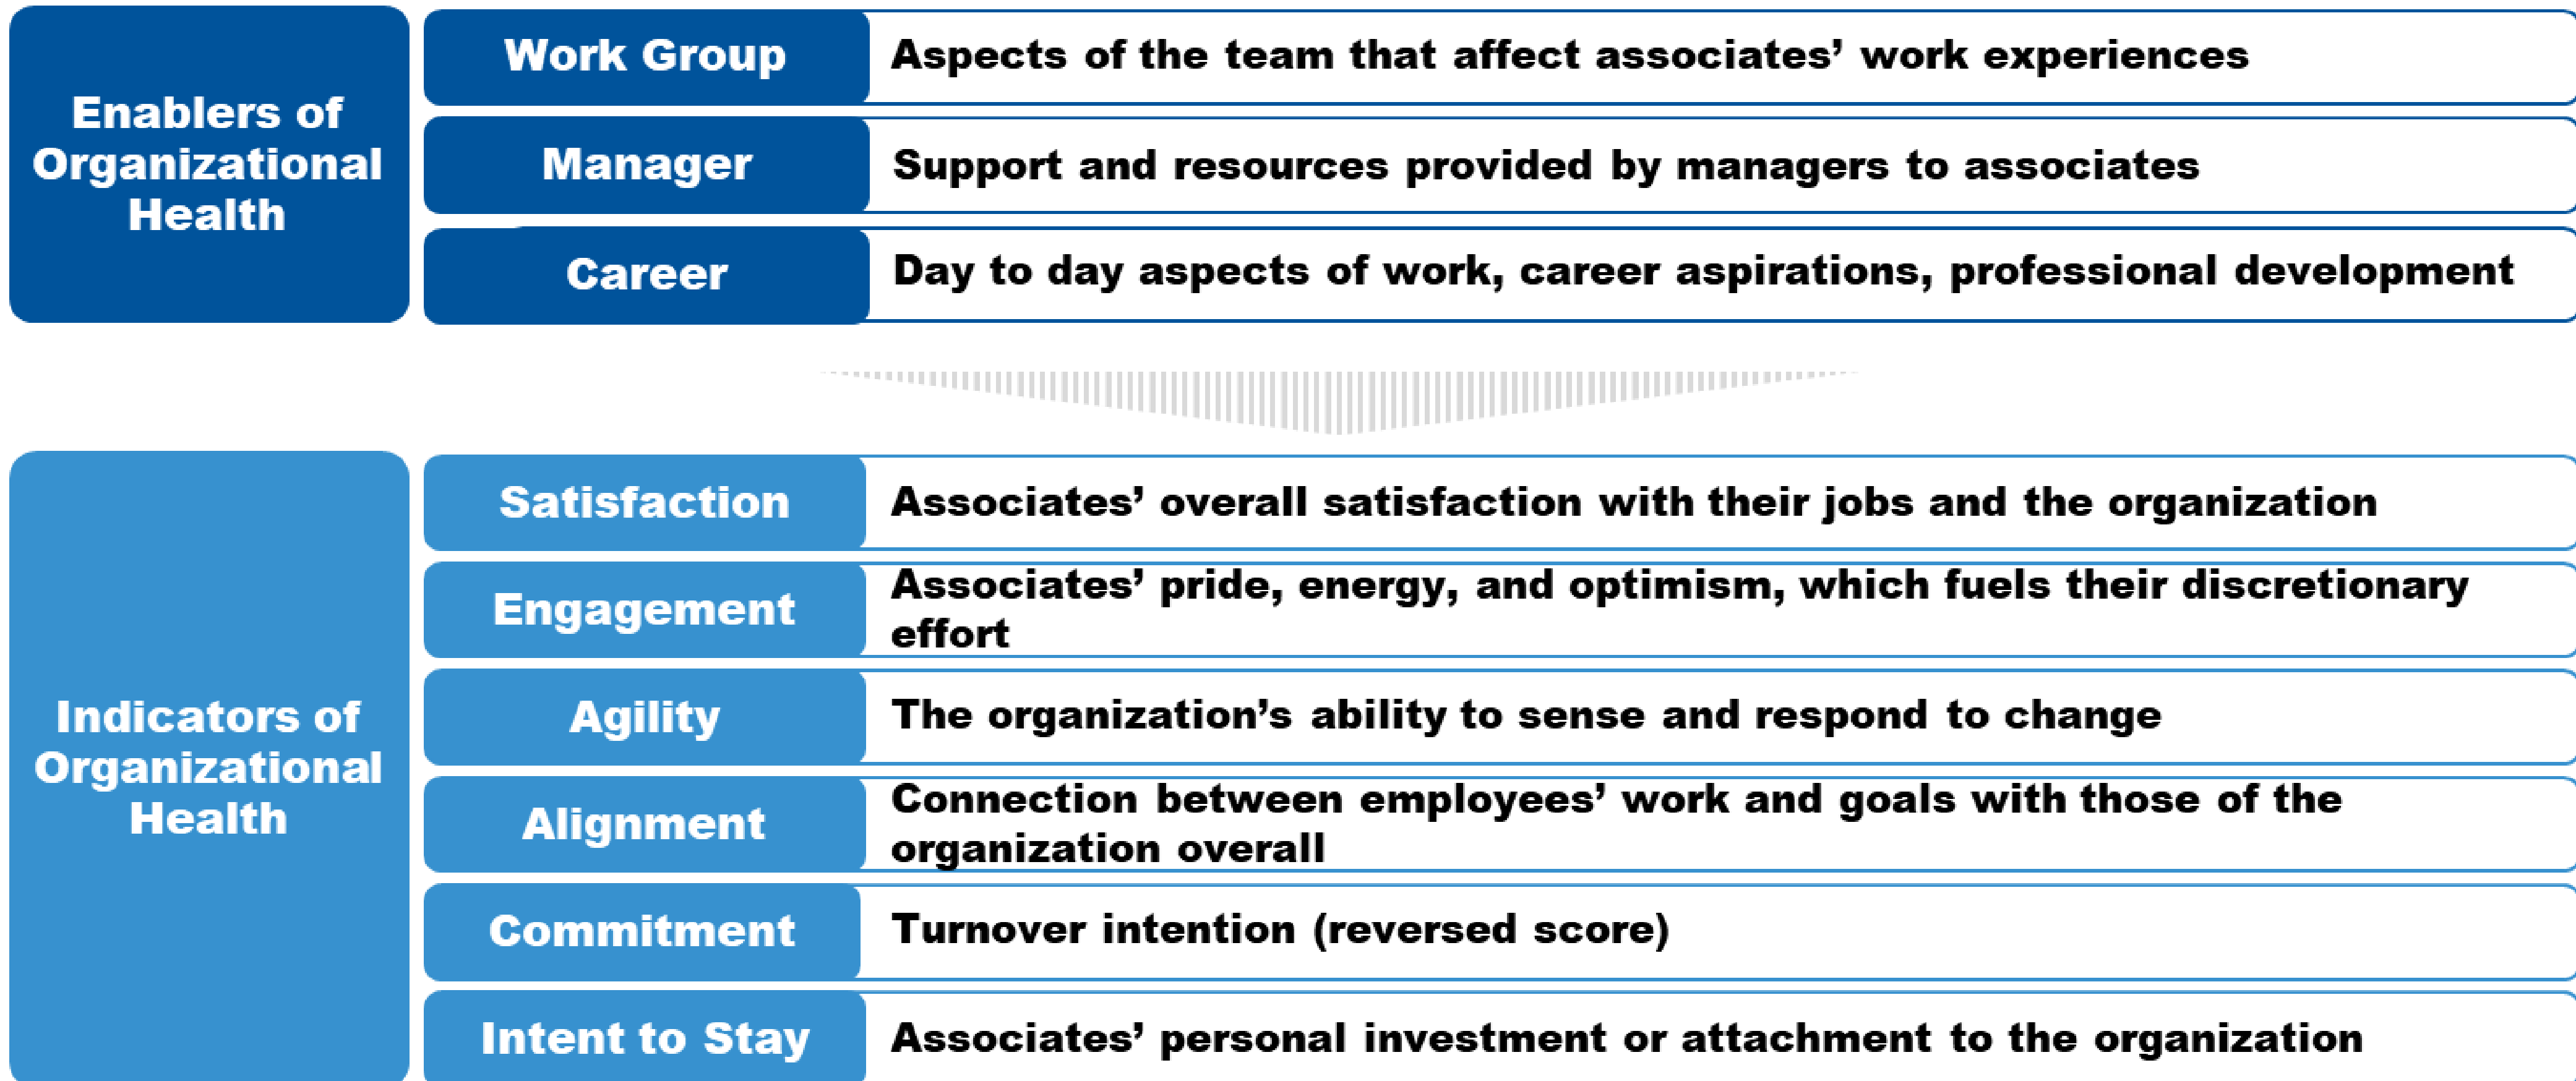 Enablers of
Organizational
Health
Work Group
Aspects of the team that affect associates’ work experiences
Manager
Support and resources provided by managers to associates
Career
Day to day aspects of work, career aspirations, professional development
Indicators of
Organizational
Health
Satisfaction
Associates’ overall satisfaction with their jobs and the organization
Engagement
Associates’ pride, energy, and optimism, which fuels their discretionary
effort
Agility
The organization’s ability to sense and respond to change
Alignment
Connection between employees’ work and goals with those of the
organization overall
Commitment
Turnover intention (reversed score)
Intent to Stay
Associates’ personal investment or attachment to the organization